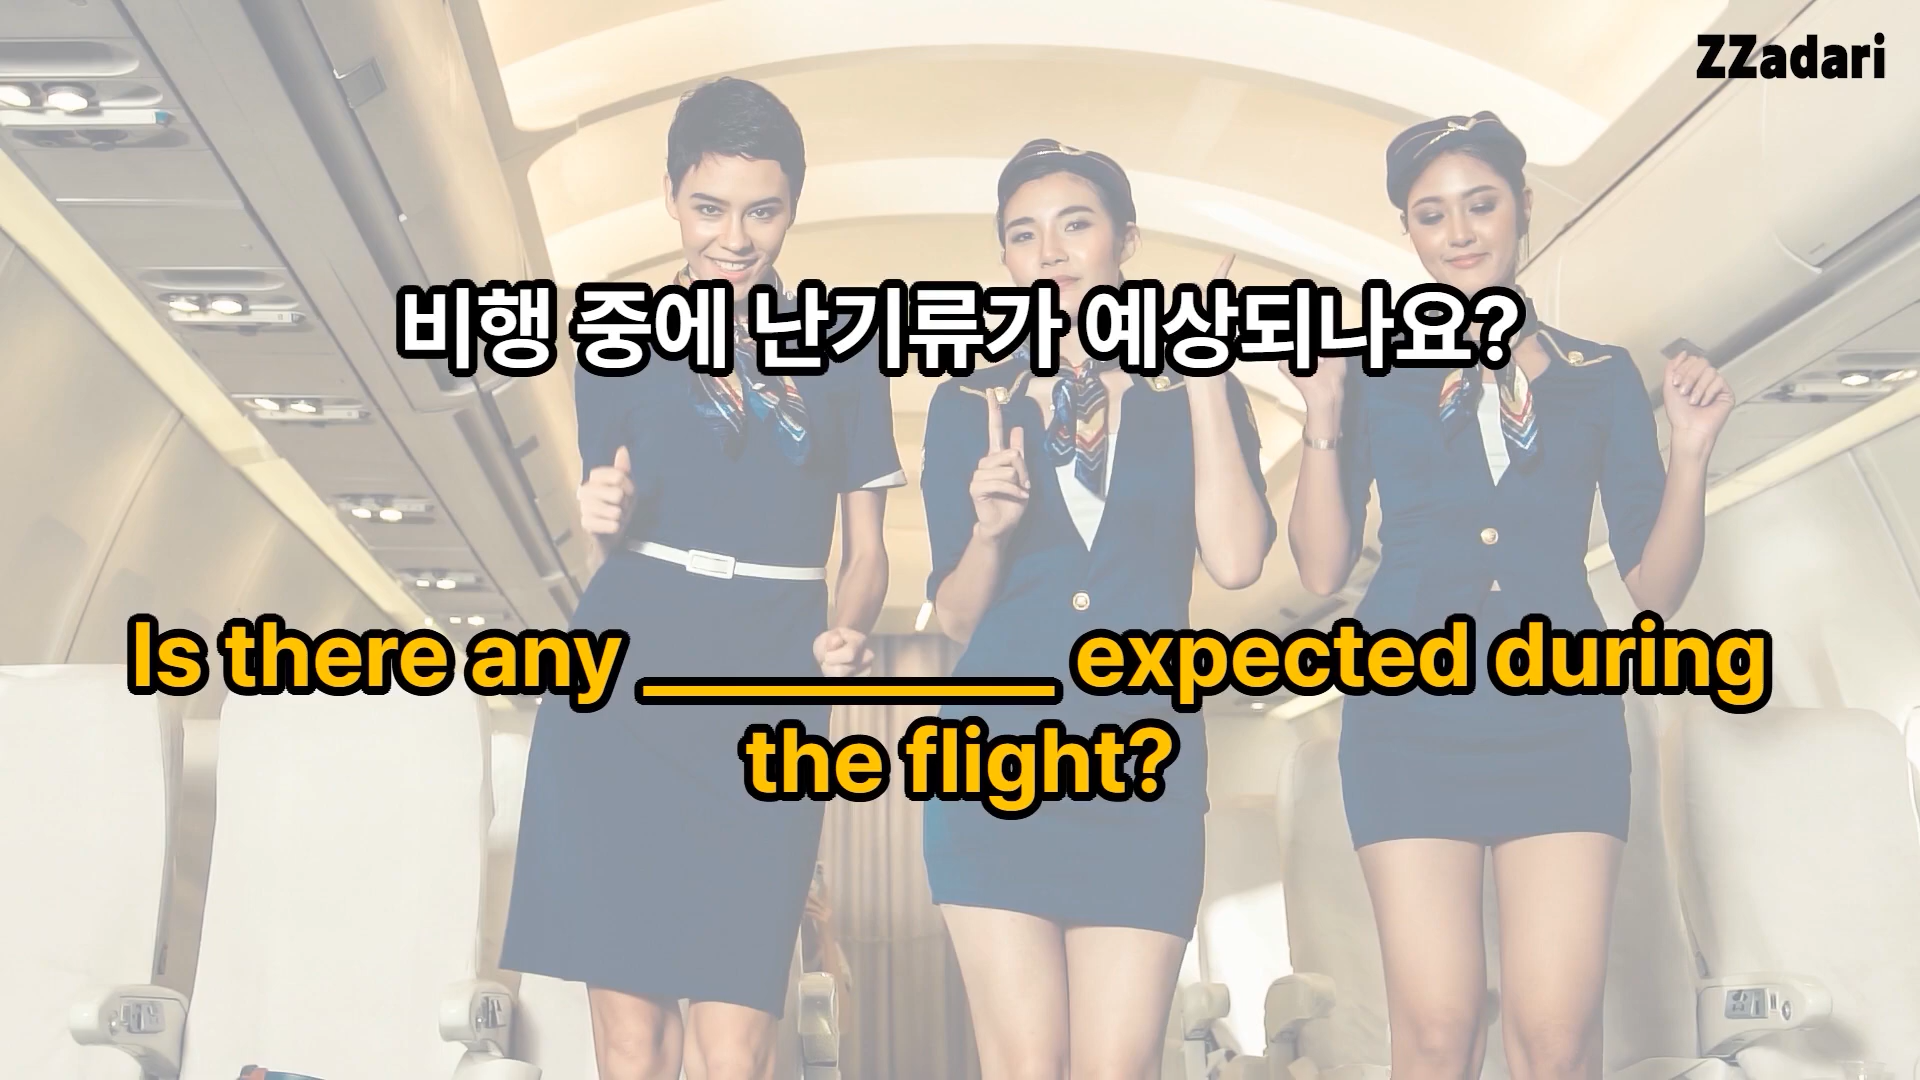 ZZadari
비행 중에 난기류가 예상되나요?
Is there any __________ expected during
the flight?